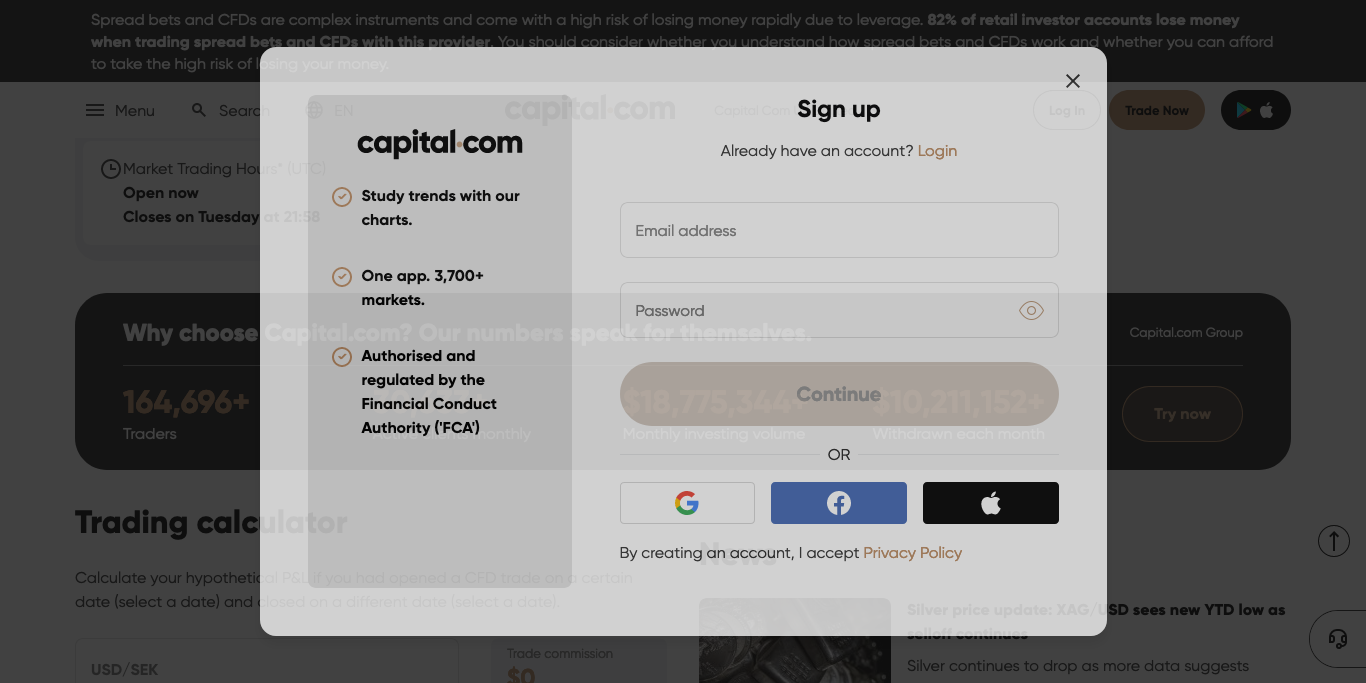 Spread bets and CFDs are complex instruments and come with a high risk of losing money rapidly due to leverage. 82% of retail investor accounts lose money
when trading spread bets and CFDs with this provider. You should consider whether you understand how spread bets and CFDs work and whether you can afford
to take the high risk of losing your money.
Menu
Search
EN
capital.com
Capital Com
Log In
Trade Now
Market Trading Hours* (UTC)
Open now
Closes on Tuesday at 21:58
capital.com
Study trends with our
charts.
One app. 3,700+
markets.
Authorised and
regulated by the
Financial Conduct
Authority ('FCA')
Sign up
Already have an account? Login
Email address
Password
Continue
OR
By creating an account, I accept Privacy Policy
Why choose Capital.com? Our numbers speak for themselves.
Capital.com Group
164,696+
Traders
Active clients monthly
$18,775,344+
Monthly investing volume
$10,211,152+
Withdrawn each month
Try now
Trading calculator
Calculate your hypothetical P&L if you had opened a CFD trade on a certain
date (select a date) and closed on a different date (select a date).
USD/SEK
Trade commission
$0
News
Silver price update: XAG/USD sees new YTD low as
selloff continues
Silver continues to drop as more data suggests